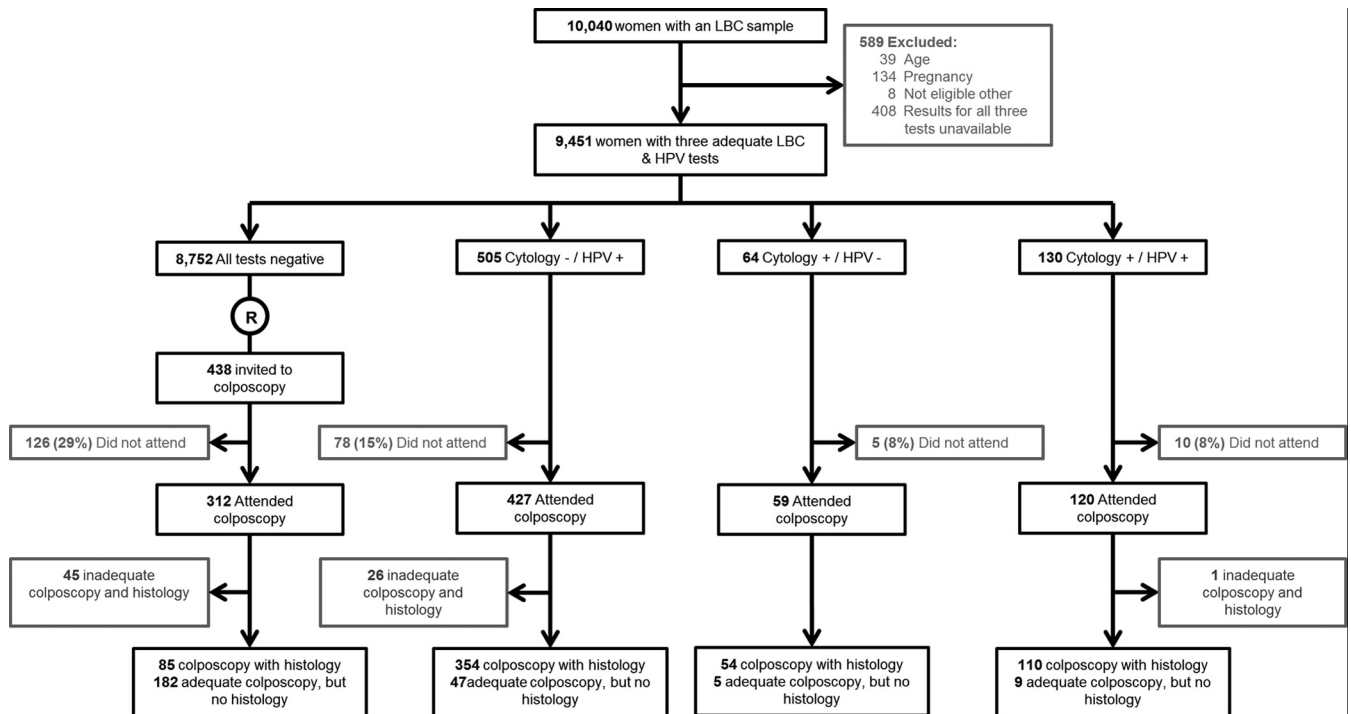 10,040 women with an LBC sample
589 Excluded:
39 Age
134 Pregnancy
8 Not eligible other
408 Results for all three
tests unavailable
9,451 women with three adequate LBC
& HPV tests
8,752 All tests negative
505 Cytology - / HPV +
64 Cytology + / HPV -
130 Cytology + / HPV +
R
438 invited to
colposcopy
126 (29%) Did not attend
78 (15%) Did not attend
5 (8%) Did not attend
10 (8%) Did not attend
312 Attended
colposcopy
427 Attended
colposcopy
59 Attended
colposcopy
120 Attended
colposcopy
45 inadequate
colposcopy and histology
26 inadequate
colposcopy and
histology
1 inadequate
colposcopy and
histology
85 colposcopy with histology
182 adequate colposcopy, but
no histology
354 colposcopy with histology
47adequate colposcopy, but no
histology
54 colposcopy with histology
5 adequate colposcopy, but no
histology
110 colposcopy with histology
9 adequate colposcopy, but no
histology